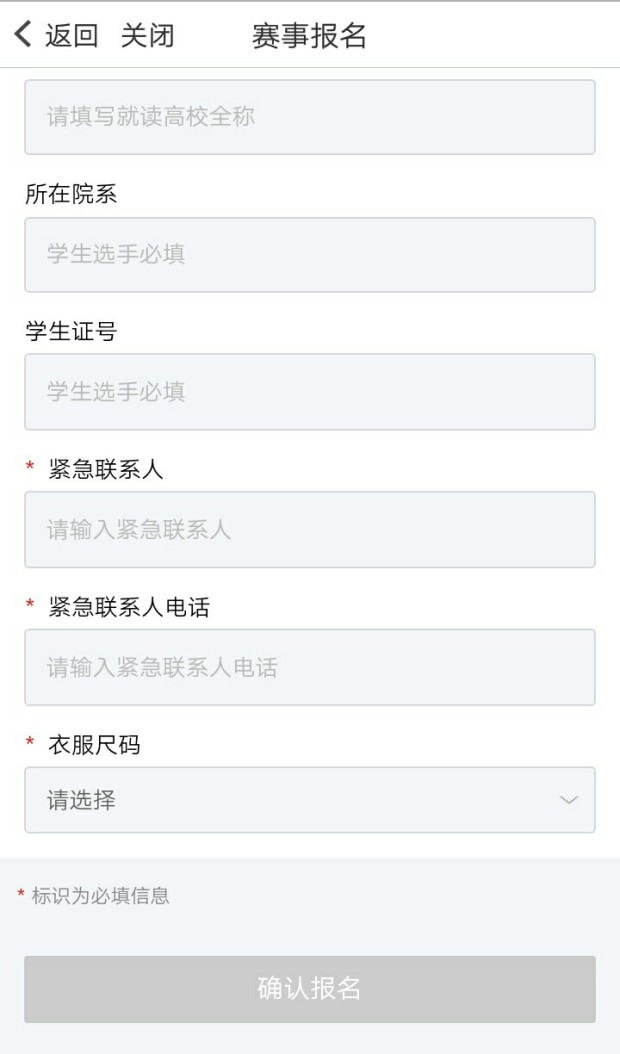 返回 关闭 赛事报名
请填写就读高校全称
所在院系
学生选手必填
学生证号
学生选手必填
* 紧急联系人
请输入紧急联系人
* 紧急联系人电话
请输入紧急联系人电话
* 衣服尺码
请选择
* 标识为必填信息
确认报名